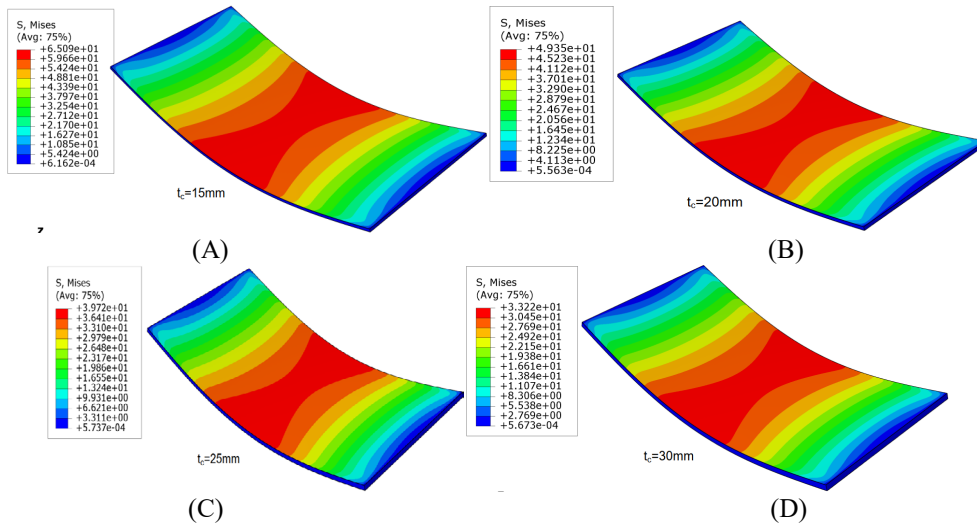 S, Mises
(Avg: 75%)
+6.509e+01
+5.966e+01
+5.424e+01
+4.881e+01
+4.339e+01
+3.797e+01
+3.254e+01
+2.712e+01
+2.170e+01
+1.627e+01
+1.085e+01
+5.424e+00
+6.162e-04
tc=15mm
z
(A)
S, Mises
(Avg: 75%)
+4.935e+01
+4.523e+01
+4.112e+01
+3.701e+01
+3.290e+01
+2.879e+01
+2.467e+01
+2.056e+01
+1.645e+01
+1.234e+01
+8.225e+00
+4.113e+00
+5.563e-04
tc=20mm
(B)
S, Mises
(Avg: 75%)
+3.972e+01
+3.641e+01
+3.310e+01
+2.979e+01
+2.648e+01
+2.317e+01
+1.986e+01
+1.655e+01
+1.324e+01
+9.931e+00
+6.621e+00
+3.311e+00
+5.737e-04
tc=25mm
(C)
S, Mises
(Avg: 75%)
+3.322e+01
+3.045e+01
+2.769e+01
+2.492e+01
+2.215e+01
+1.938e+01
+1.661e+01
+1.384e+01
+1.107e+01
+8.306e+00
+5.538e+00
+2.769e+00
+5.673e-04
tc=30mm
(D)